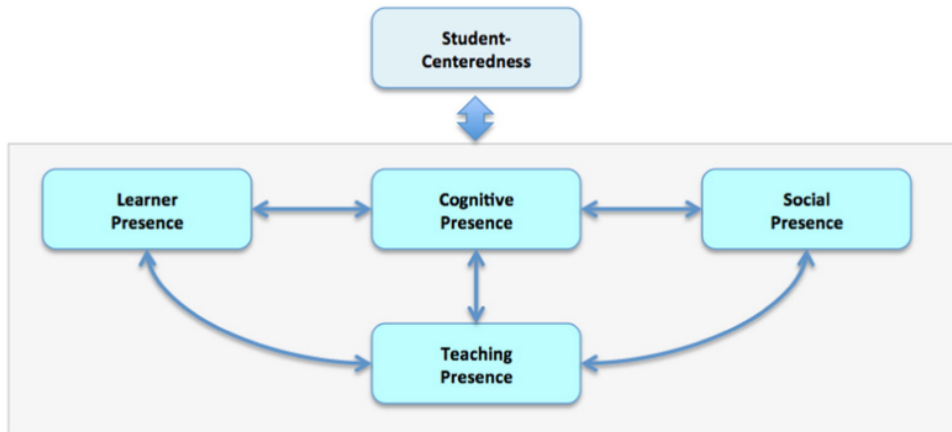 Student-
Centeredness
Learner
Presence
Cognitive
Presence
Social
Presence
Teaching
Presence